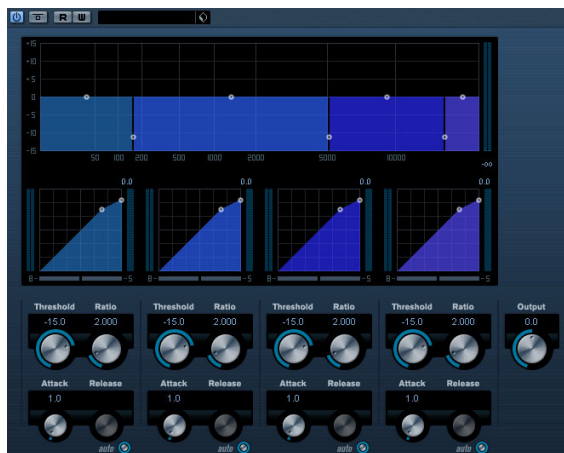 R W
+15
+10
+5
0
-5
-10
-15
50 100 200 500 1000 2000 5000 10000
-oo
0.0 0.0 0.0 0.0
B S B S B S B S
Threshold Ratio Threshold Ratio Threshold Ratio Threshold Ratio Output
-15.0 2.000 -15.0 2.000 -15.0 2.000 -15.0 2.000 0.0
Attack Release Attack Release Attack Release Attack Release
1.0 1.0 1.0 1.0
auto auto auto auto